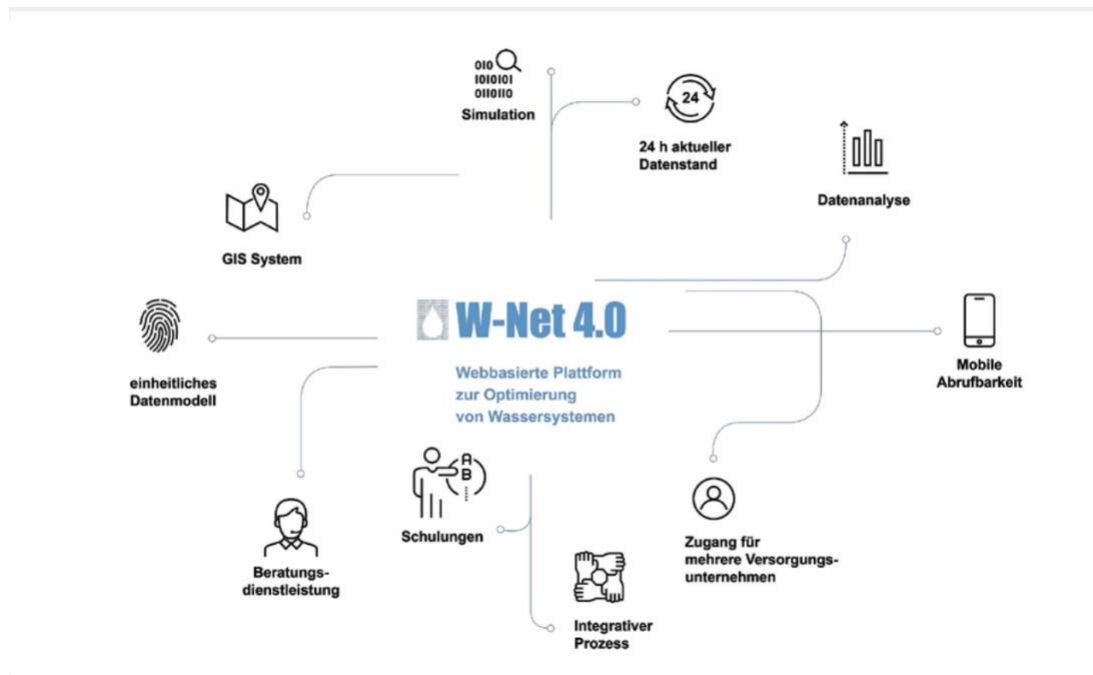 010
1010101
0110110
Simulation
24
24 h aktueller
Datenstand
Datenanalyse
GIS System
W-Net 4.0
Webbasierte Plattform
zur Optimierung
von Wassersystemen
einheitliches
Datenmodell
Mobile
Abrufbarkeit
A
B
Schulungen
Beratungs-
dienstleistung
Zugang für
mehrere Versorgungs-
unternehmen
Integrativer
Prozess